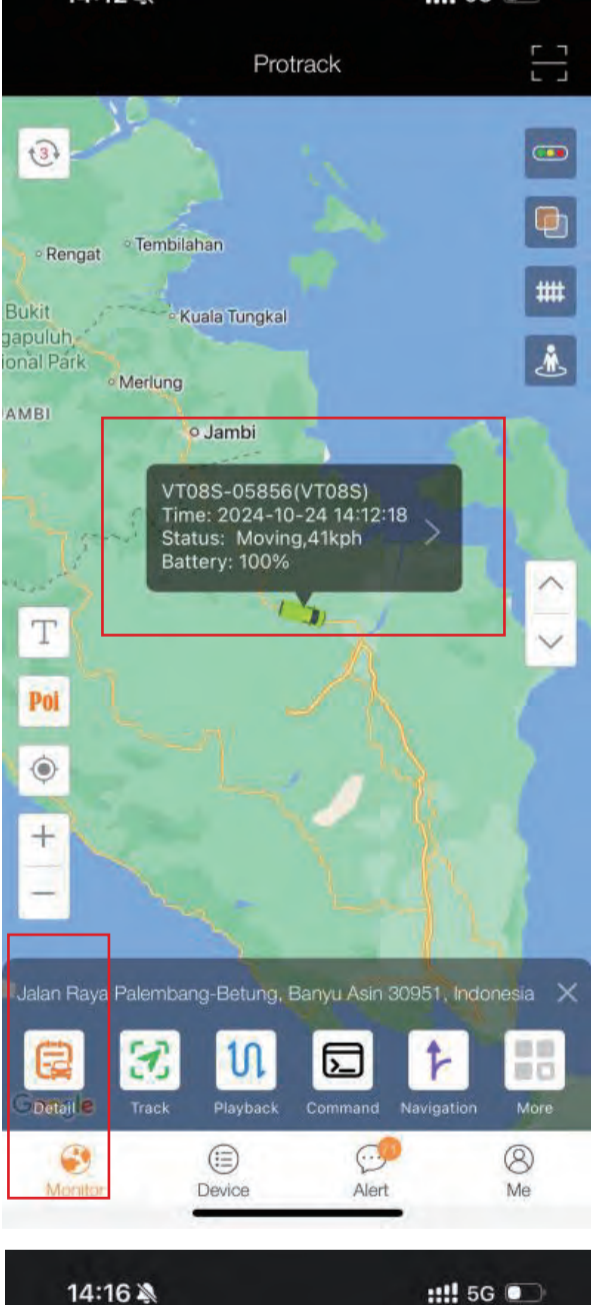 Protrack
3
Rengat
Tembilahan
Bukit
gapuluh
ional Park
Kuala Tungkal
Merlung
AMBI
Jambi
VT08S-05856(VT08S)
Time: 2024-10-24 14:12:18
Status: Moving,41kph
Battery: 100%
T
Poi
+
−
Jalan Raya Palembang-Betung, Banyu Asin 30951, Indonesia
Detail Track Playback Command Navigation More
Monitor Device Alert Me
14:16 5G